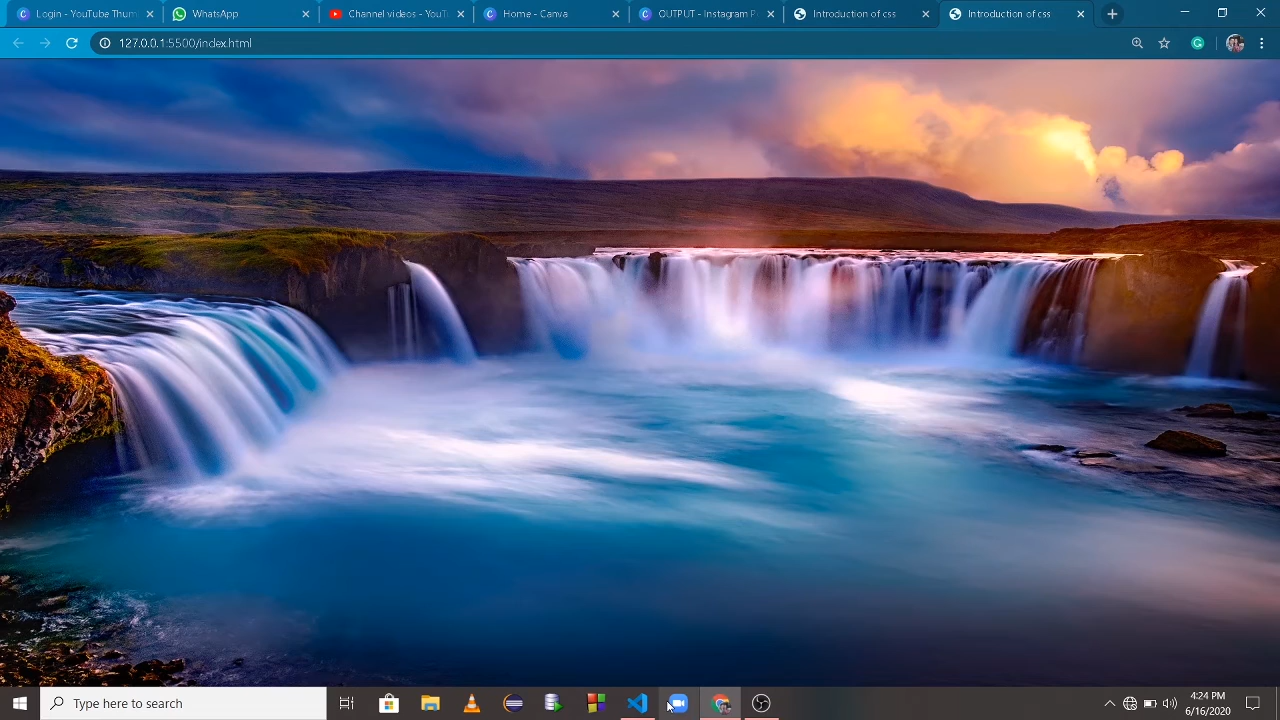 Login - YouTube Thum
WhatsApp
Channel videos - YouTu
Home - Canva
OUTPUT - Instagram P
Introduction of css
Introduction of css
127.0.0.1:5500/index.html
Type here to search
4:24 PM
6/16/2020